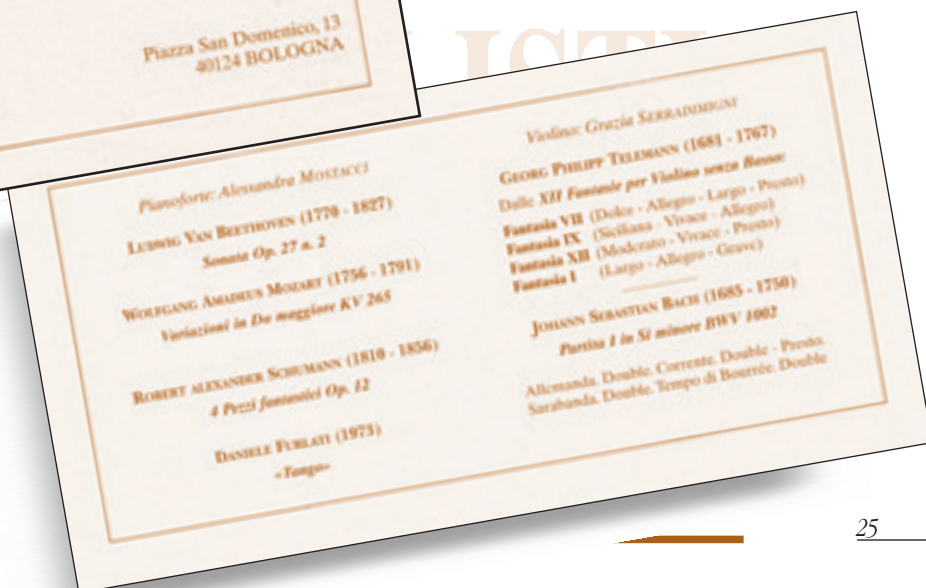 Piazza San Domenico, 13
40124 BOLOGNA
Pianoforte: Alessandra MOSTACCI
LUDWIG VAN BEETHOVEN (1770 - 1827)
Sonata Op. 27 n. 2
WOLFGANG AMADEUS MOZART (1756 - 1791)
Variazioni in Do maggiore KV 265
ROBERT ALEXANDER SCHUMANN (1810 - 1856)
4 Pezzi fantastici Op. 12
DANIELE FURLATI (1973)
«Tango»
Violino: Grazia SERRADIMIGNI
GEORG PHILIPP TELEMANN (1681 - 1767)
Dalle XII Fantasie per Violino senza Basso:
Fantasia VII (Dolce - Allegro - Largo - Presto)
Fantasia IX (Siciliana - Vivace - Allegro)
Fantasia XII (Moderato - Vivace - Presto)
Fantasia I (Largo - Allegro - Grave)
JOHANN SEBASTIAN BACH (1685 - 1750)
Partita I in Si minore BWV 1002
Allemanda. Double. Corrente. Double - Presto.
Sarabanda. Double. Tempo di Bourrée. Double
25